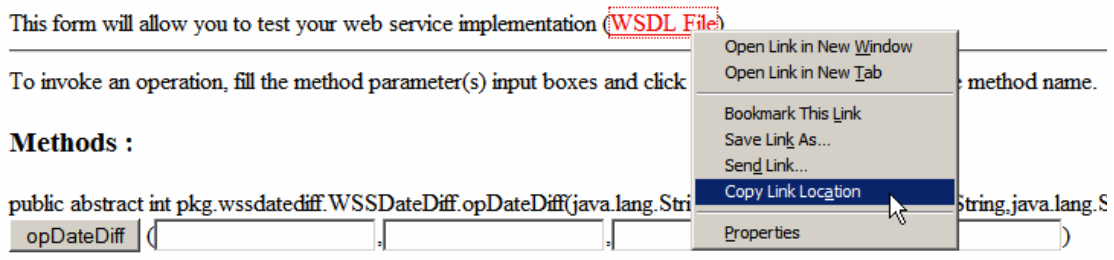 This form will allow you to test your web service implementation (WSDL File)
To invoke an operation, fill the method parameter(s) input boxes and click method name.
Methods :
public abstract int pkg.wssdatediff.WSSDateDiff.opDateDiff(java.lang.Stri String,java.lang.S
opDateDiff ( , , )
Open Link in New Window
Open Link in New Tab
Bookmark This Link
Save Link As...
Send Link...
Copy Link Location
Properties